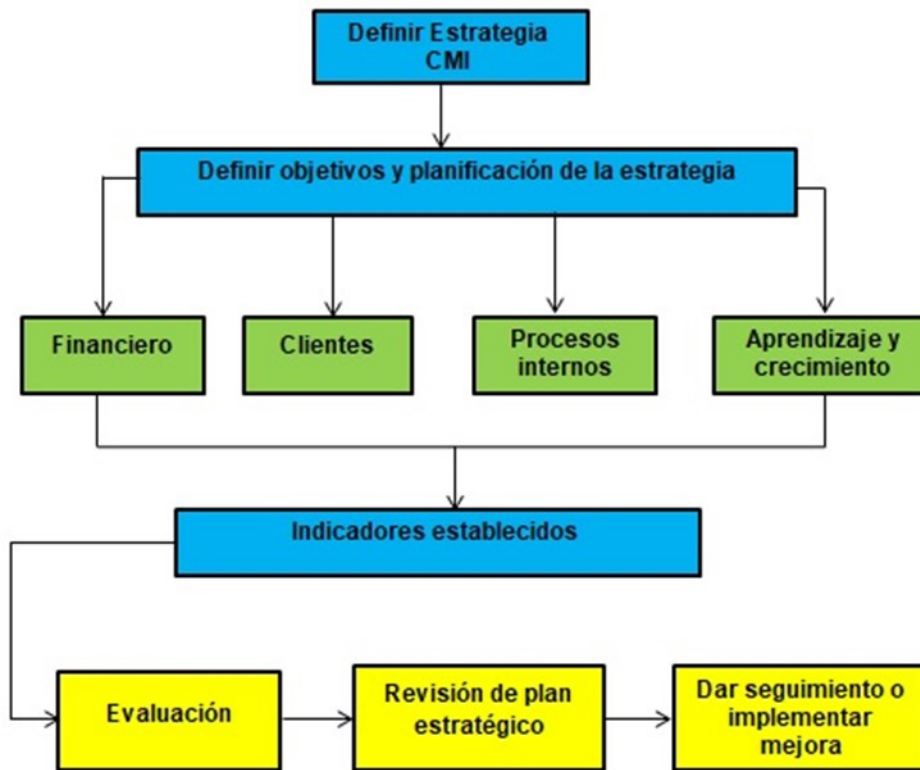 Definir Estrategia
CMI
Definir objetivos y planificación de la estrategia
Financiero
Clientes
Procesos
internos
Aprendizaje y
crecimiento
Indicadores establecidos
Evaluación
Revisión de plan
estratégico
Dar seguimiento o
implementar
mejora